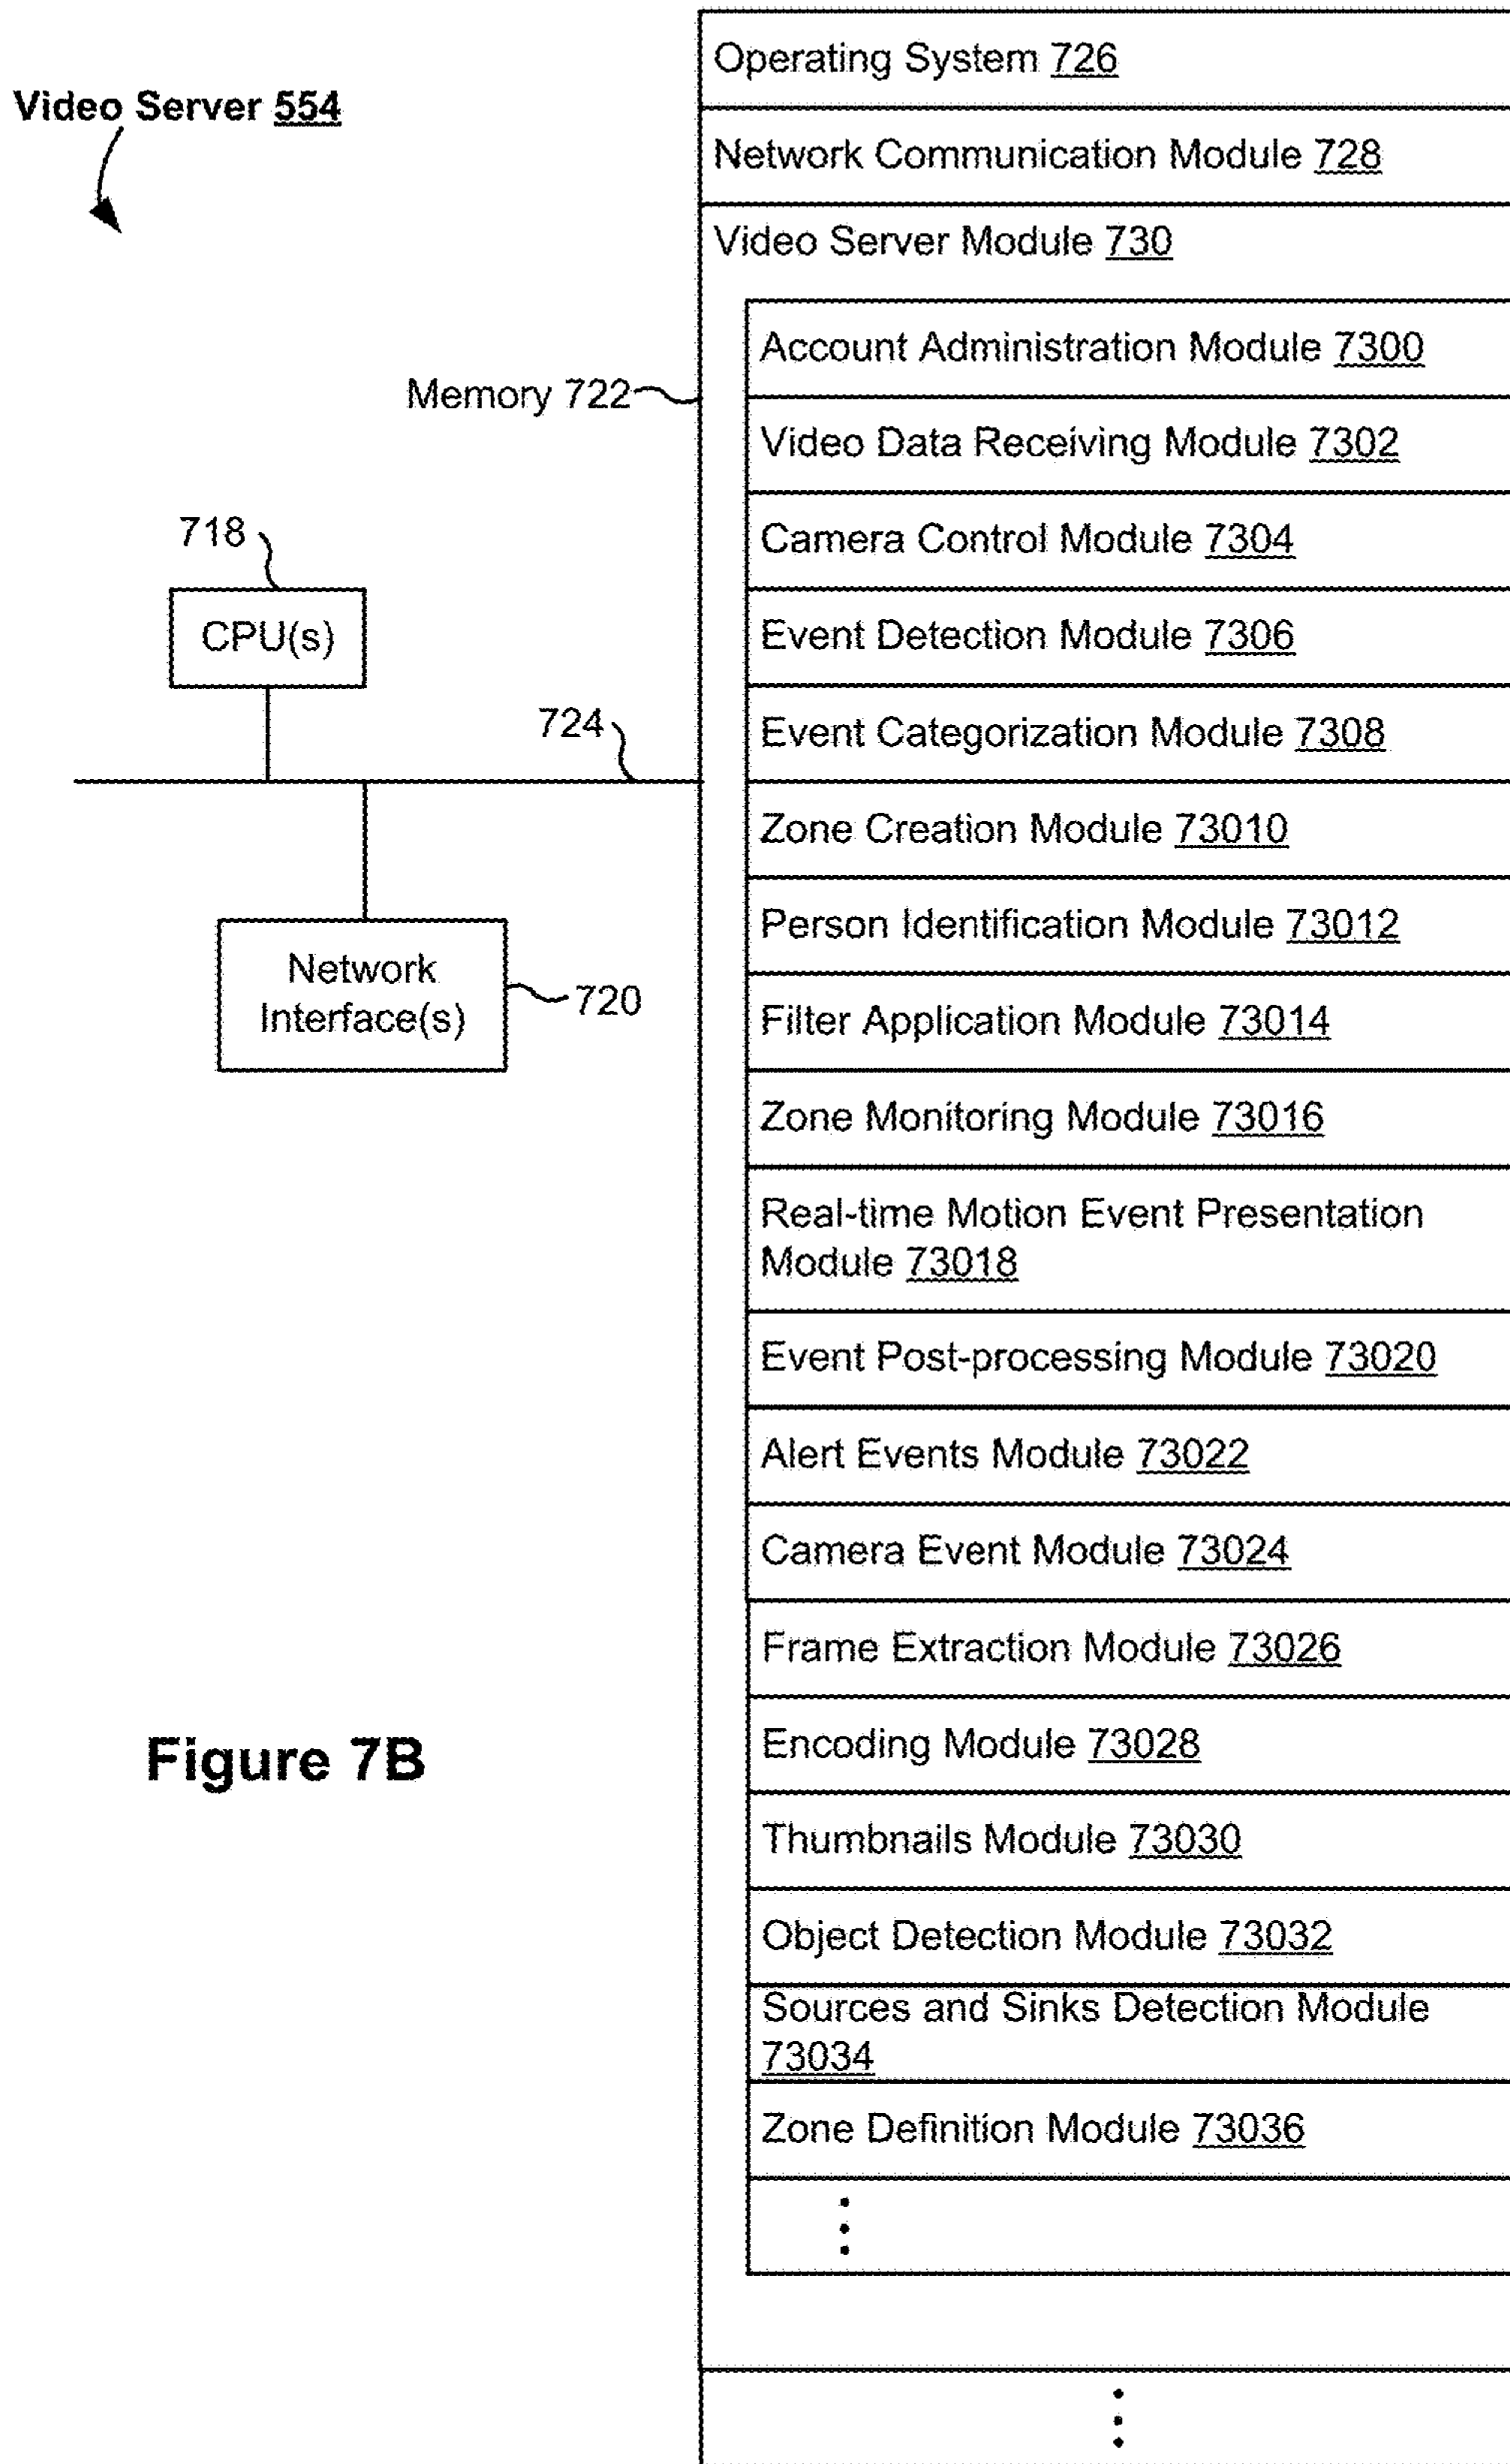 Video Server 554
Operating System 726
Network Communication Module 728
Video Server Module 730
Account Administration Module 7300
Memory 722
Video Data Receiving Module 7302
718
Camera Control Module 7304
CPU(s)
Event Detection Module 7306
724
Event Categorization Module 7308
Zone Creation Module 73010
Person Identification Module 73012
Network
Interface(s)
720
Filter Application Module 73014
Zone Monitoring Module 73016
Real-time Motion Event Presentation
Module 73018
Event Post-processing Module 73020
Alert Events Module 73022
Camera Event Module 73024
Frame Extraction Module 73026
Encoding Module 73028
Figure 7B
Thumbnails Module 73030
Object Detection Module 73032
Sources and Sinks Detection Module
73034
Zone Definition Module 73036